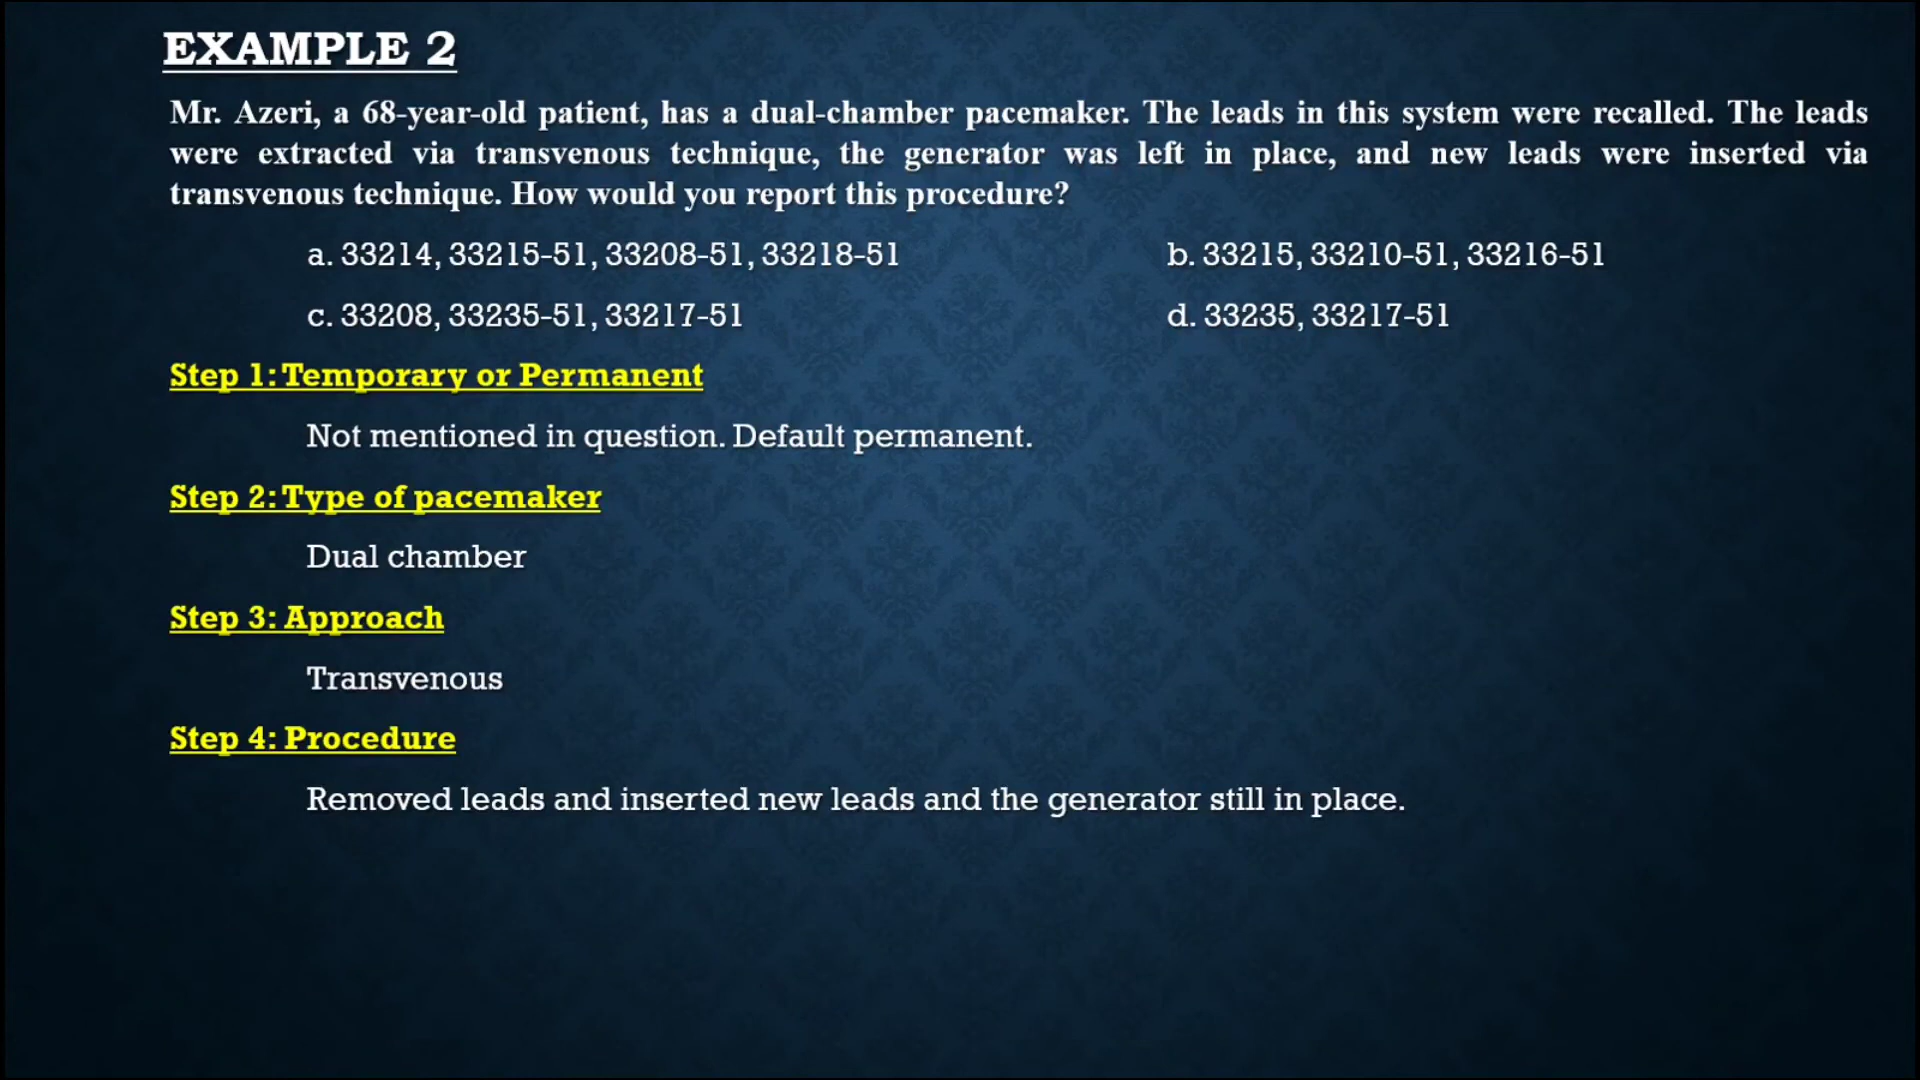 EXAMPLE 2
Mr. Azeri, a 68-year-old patient, has a dual-chamber pacemaker. The leads in this system were recalled. The leads
were extracted via transvenous technique, the generator was left in place, and new leads were inserted via
transvenous technique. How would you report this procedure?
a. 33214, 33215-51, 33208-51, 33218-51
b. 33215, 33210-51, 33216-51
c. 33208, 33235-51, 33217-51
d. 33235, 33217-51
Step 1: Temporary or Permanent
Not mentioned in question. Default permanent.
Step 2: Type of pacemaker
Dual chamber
Step 3: Approach
Transvenous
Step 4: Procedure
Removed leads and inserted new leads and the generator still in place.